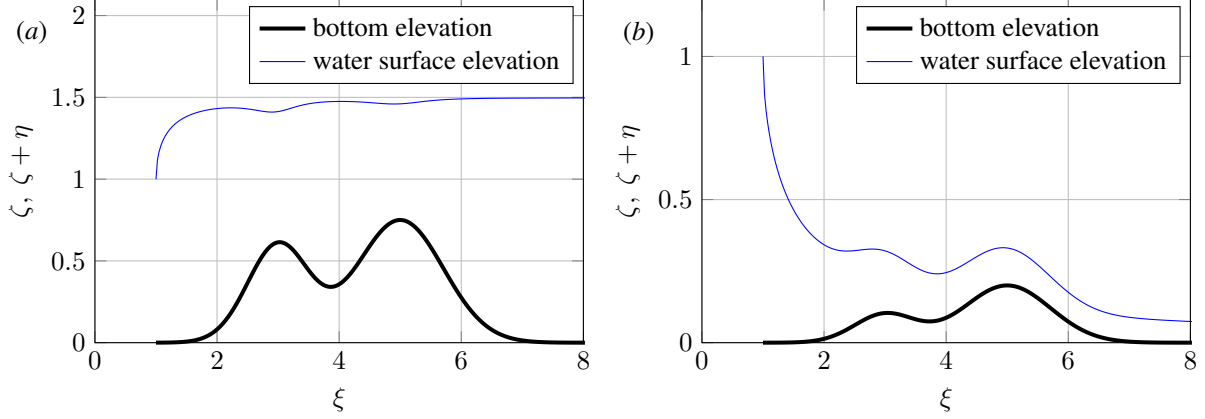 (a)
bottom elevation
water surface elevation
ζ, ζ + η
2
1.5
1
0.5
0
0 2 4 6 8
ξ
(b)
bottom elevation
water surface elevation
ζ, ζ + η
1
0.5
0
0 2 4 6 8
ξ